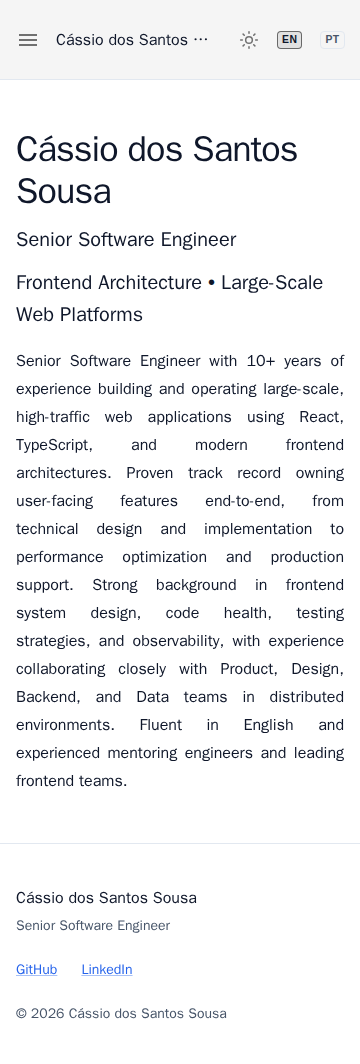 Cássio dos Santos ···
EN
PT
Cássio dos Santos
Sousa
Senior Software Engineer
Frontend Architecture • Large-Scale
Web Platforms
Senior Software Engineer with 10+ years of
experience building and operating large-scale,
high-traffic web applications using React,
TypeScript, and modern frontend
architectures. Proven track record owning
user-facing features end-to-end, from
technical design and implementation to
performance optimization and production
support. Strong background in frontend
system design, code health, testing
strategies, and observability, with experience
collaborating closely with Product, Design,
Backend, and Data teams in distributed
environments. Fluent in English and
experienced mentoring engineers and leading
frontend teams.
Cássio dos Santos Sousa
Senior Software Engineer
GitHub LinkedIn
© 2026 Cássio dos Santos Sousa